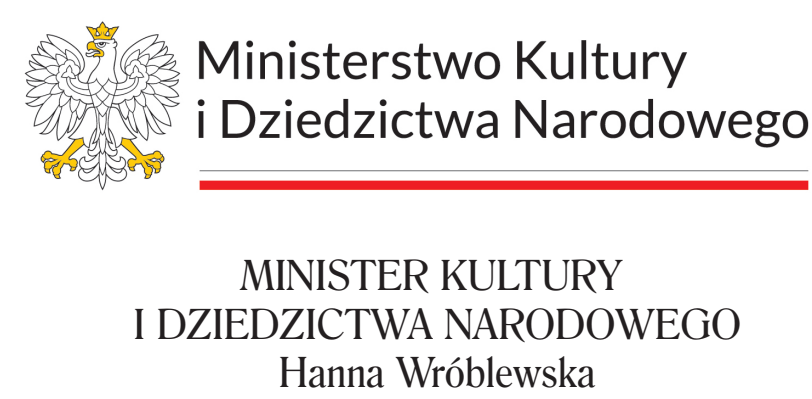 Ministerstwo Kultury
i Dziedzictwa Narodowego
MINISTER KULTURY
I DZIEDZICTWA NARODOWEGO
Hanna Wróblewska